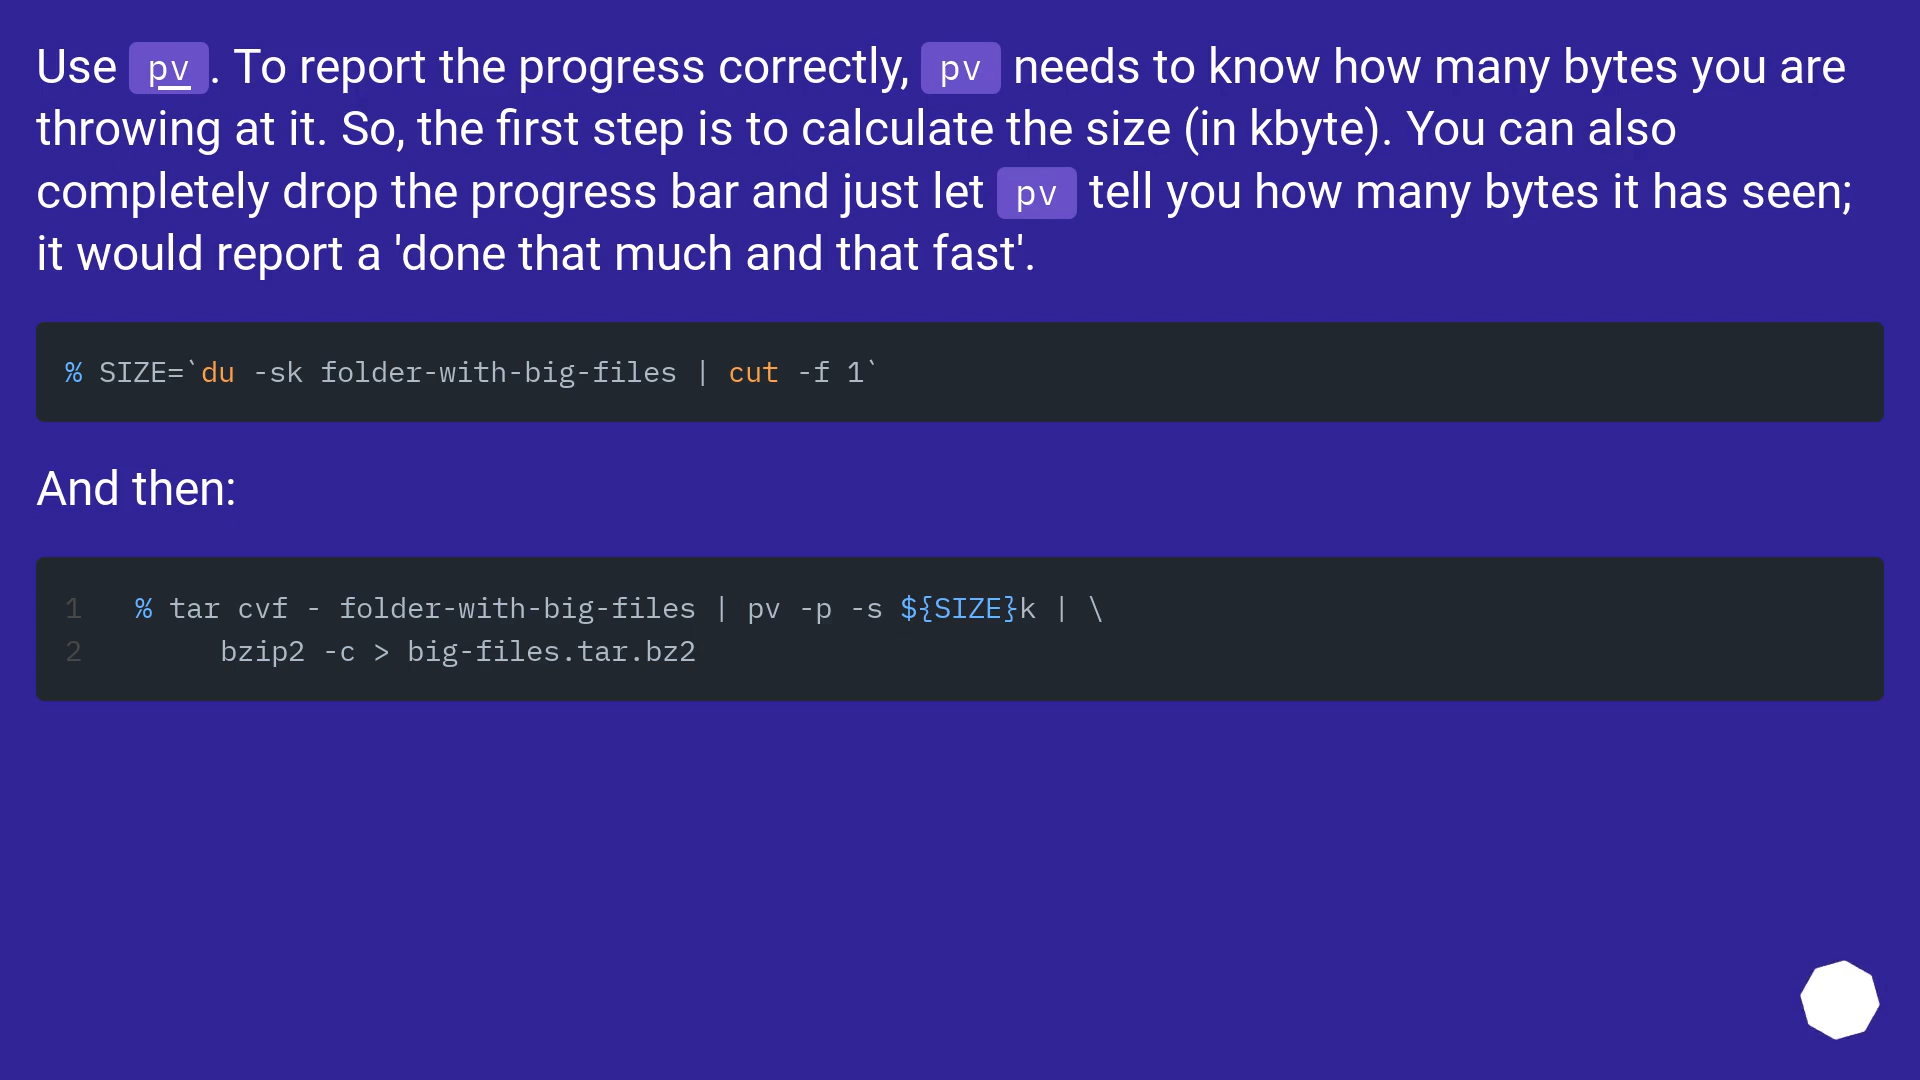 Use pv. To report the progress correctly, pv needs to know how many bytes you are
throwing at it. So, the first step is to calculate the size (in kbyte). You can also
completely drop the progress bar and just let pv tell you how many bytes it has seen;
it would report a 'done that much and that fast'.
% SIZE=`du -sk folder-with-big-files | cut -f 1`
And then:
1 % tar cvf - folder-with-big-files | pv -p -s ${SIZE}k | \
2 bzip2 -c > big-files.tar.bz2